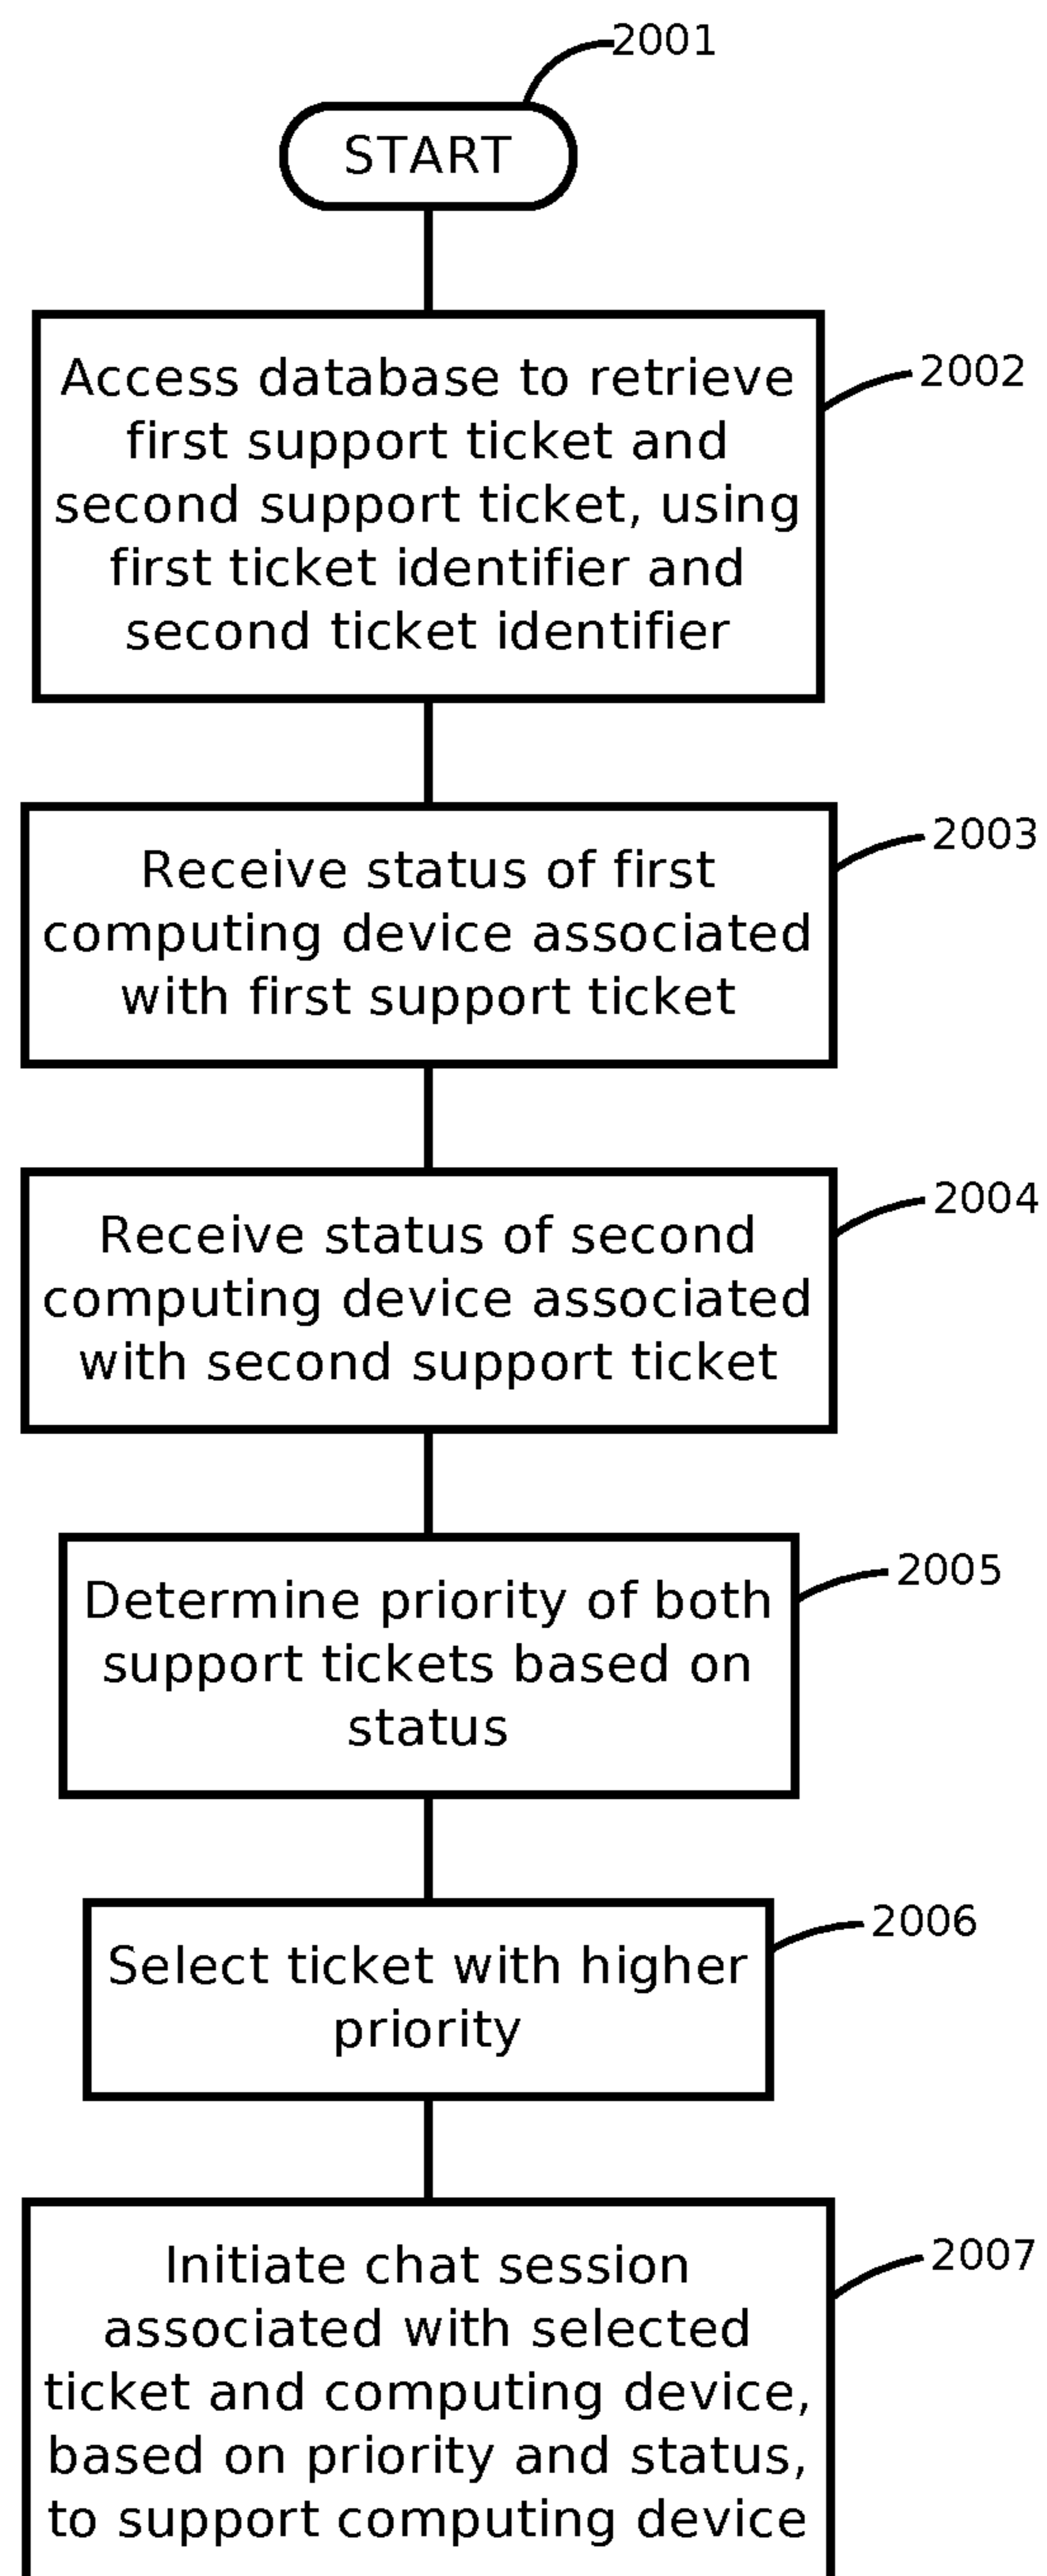 2001
START
Access database to retrieve
first support ticket and
second support ticket, using
first ticket identifier and
second ticket identifier
2002
Receive status of first
computing device associated
with first support ticket
2003
Receive status of second
computing device associated
with second support ticket
2004
Determine priority of both
support tickets based on
status
2005
Select ticket with higher
priority
2006
Initiate chat session
associated with selected
ticket and computing device,
based on priority and status,
to support computing device
2007